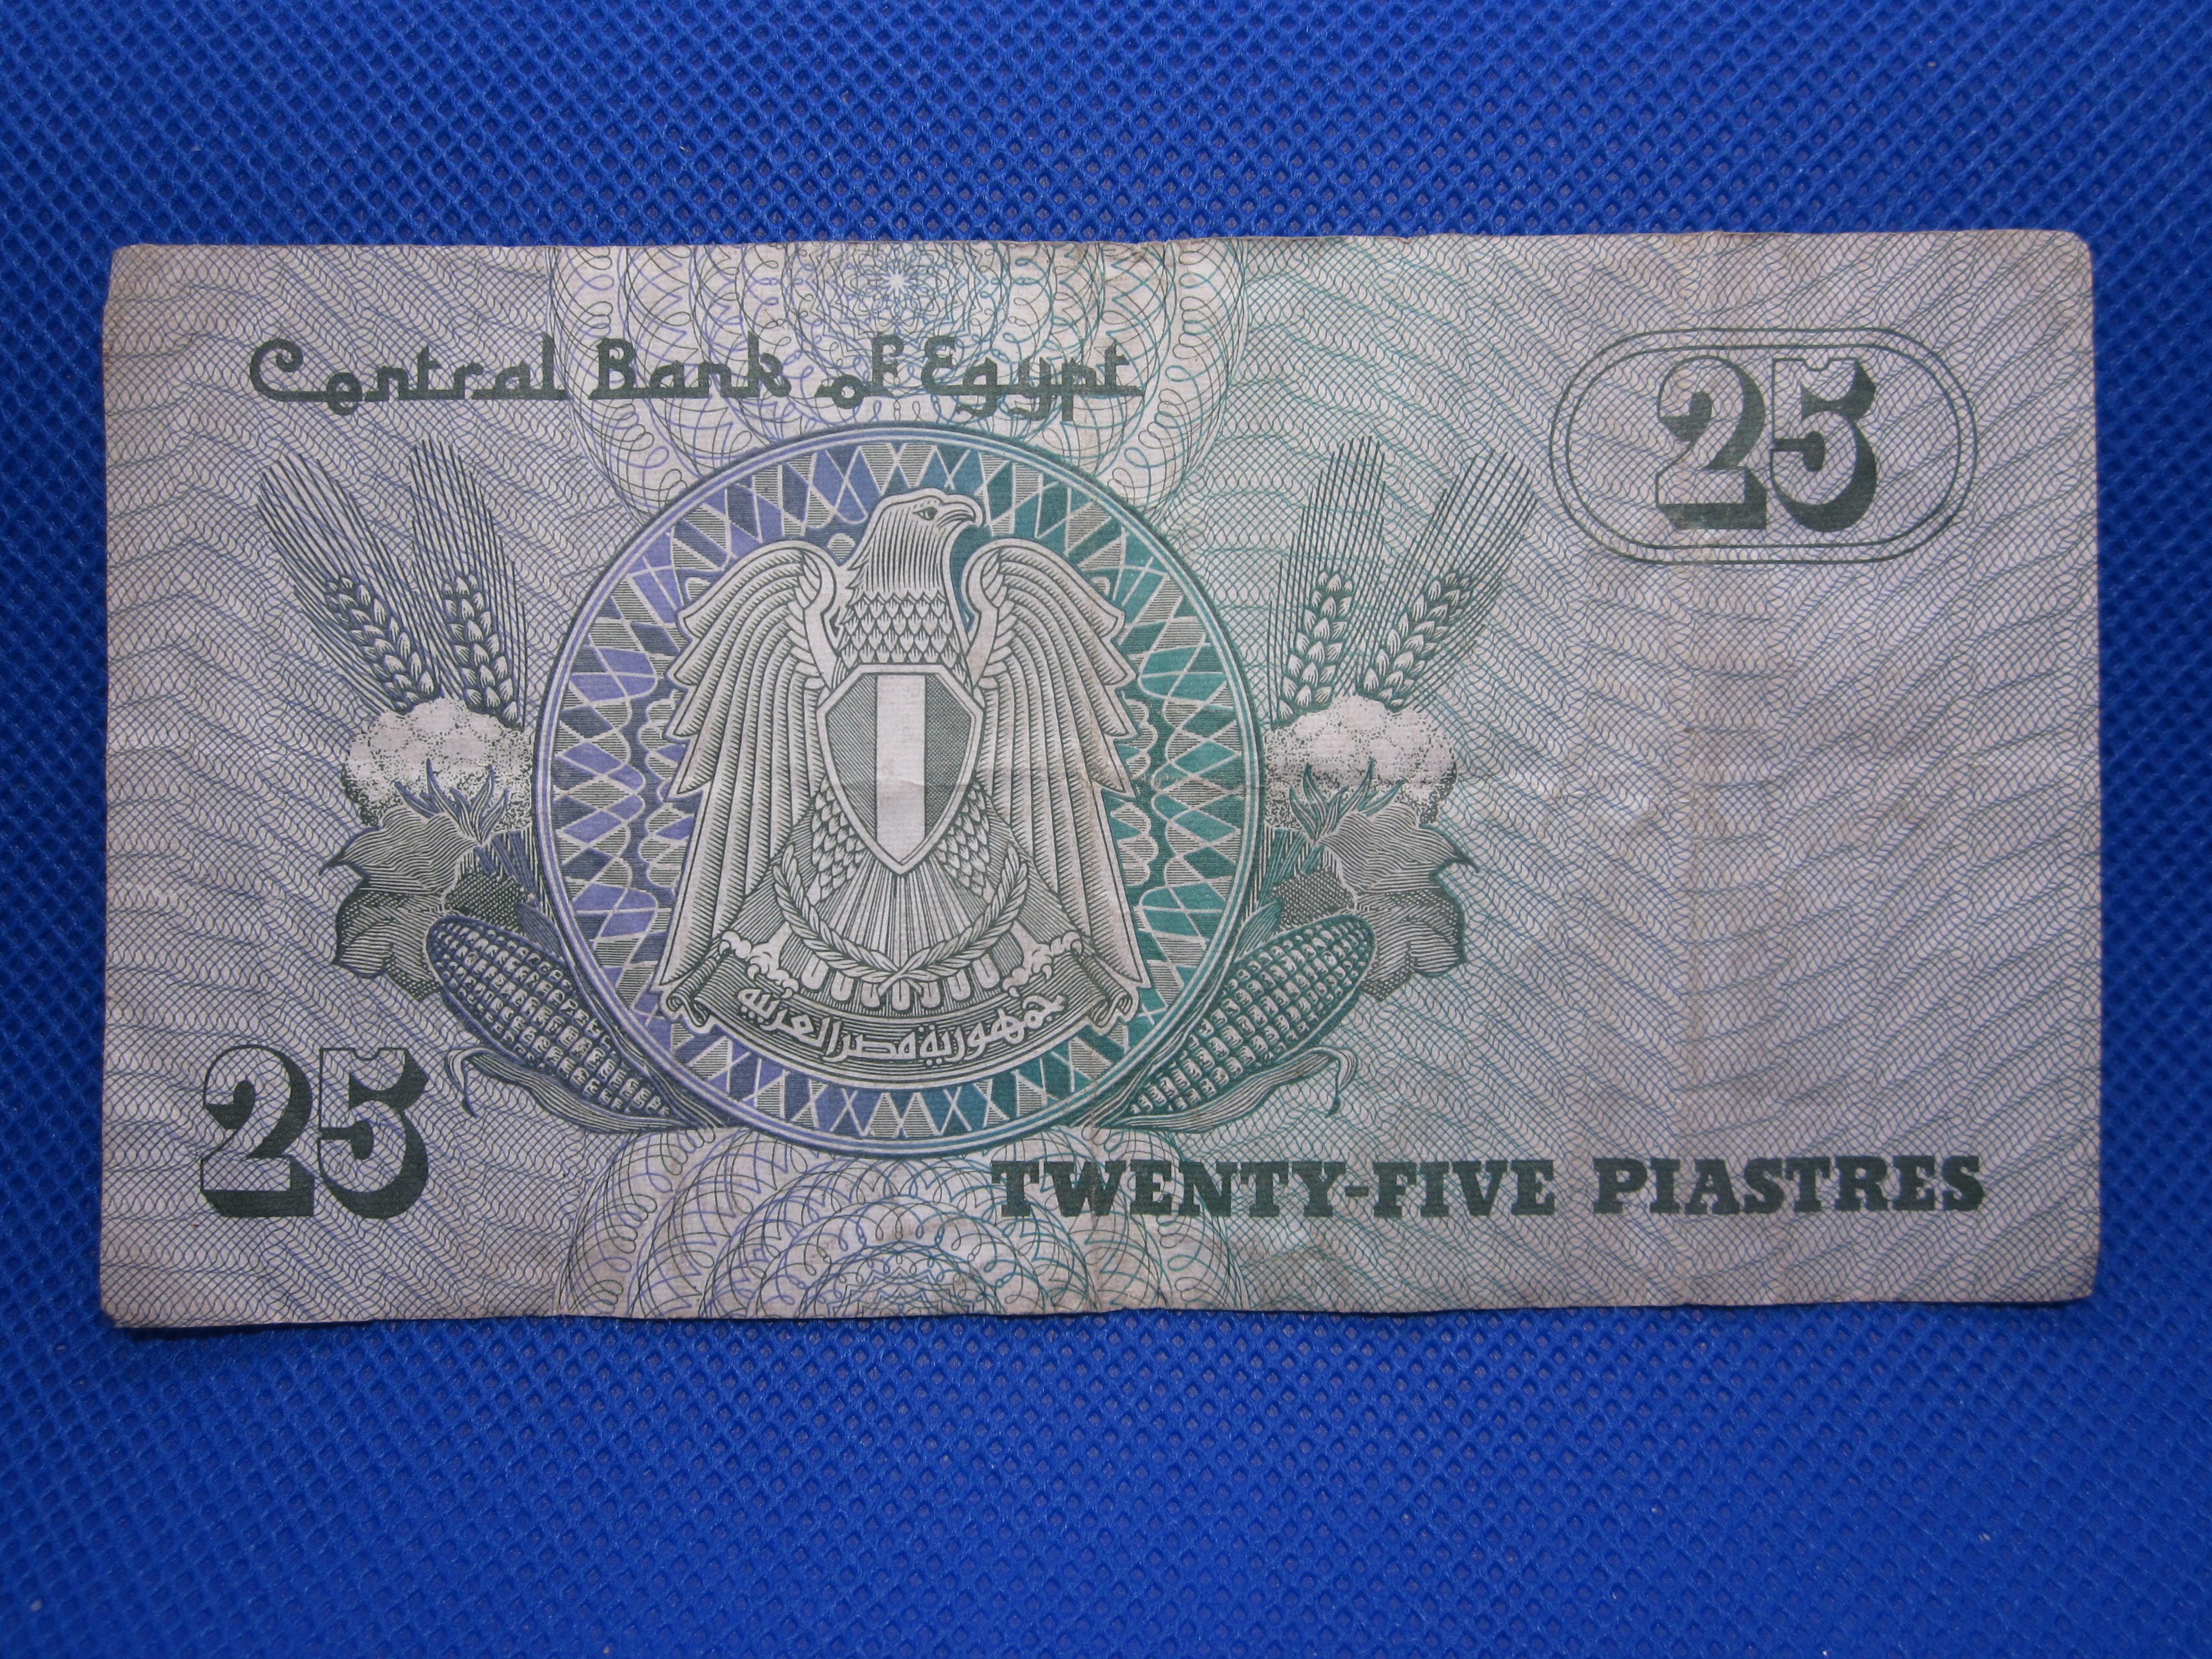 Central Bank of Egypt
25
جمهورية مصر العربية
25
TWENTY-FIVE PIASTRES